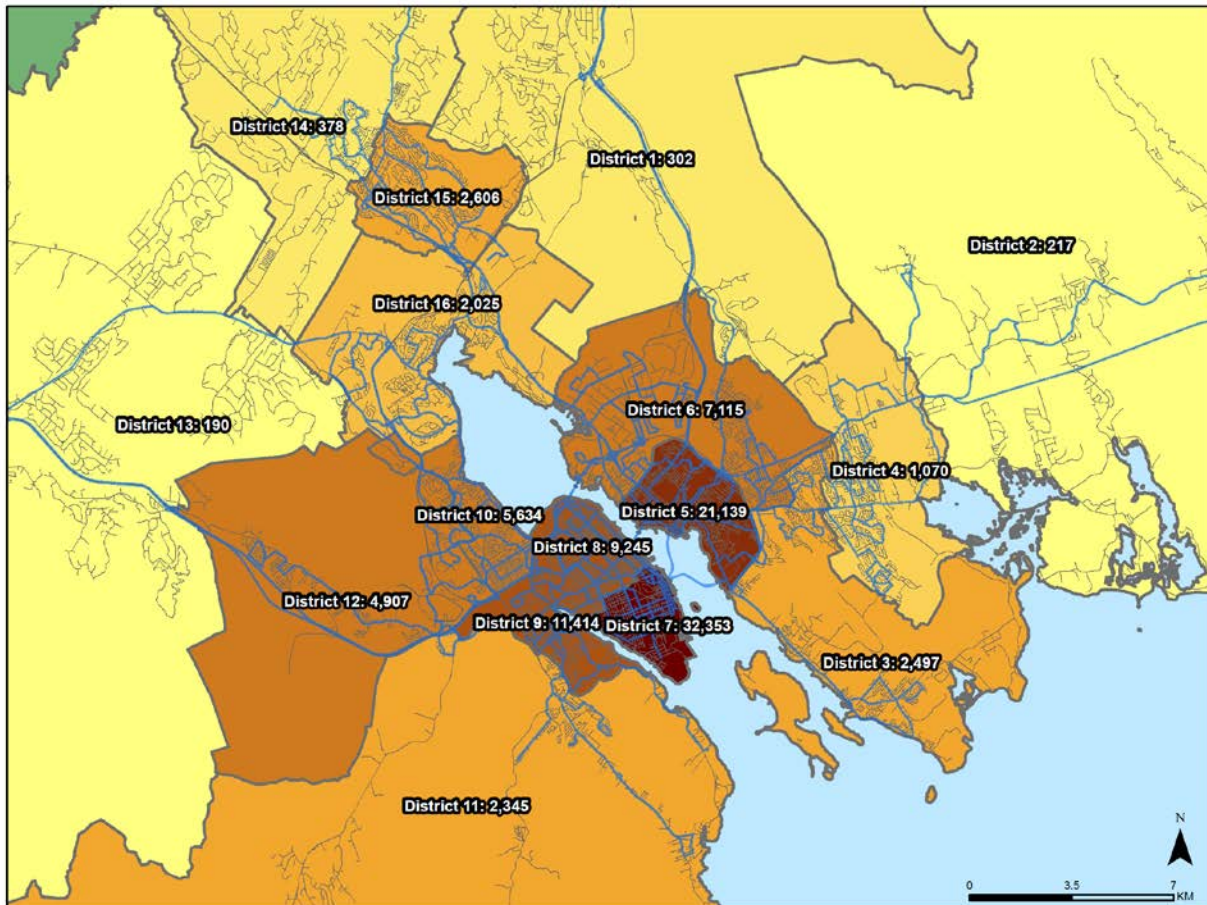 District 14: 378
District 1: 302
District 15: 2,606
District 2: 217
District 16: 2,025
District 6: 7,115
District 13: 190
District 4: 1,070
District 10: 5,634
District 5: 21,139
District 8: 9,245
District 12: 4,907
District 9: 11,414
District 7: 32,353
District 3: 2,497
District 11: 2,345
N
0 3.5 7
KM